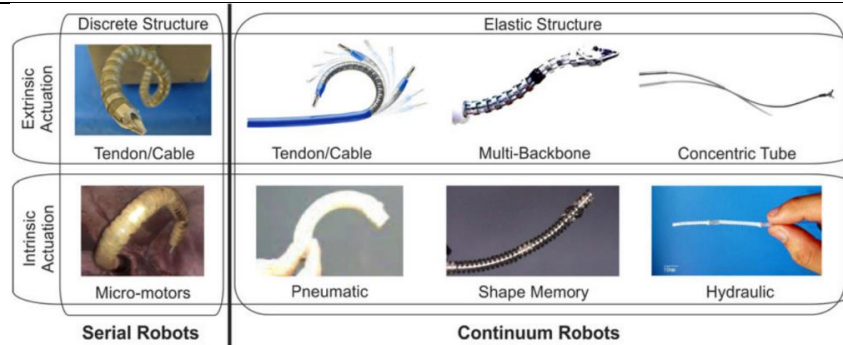 Discrete Structure
Elastic Structure
Extrinsic
Actuation
Tendon/Cable
Tendon/Cable
Multi-Backbone
Concentric Tube
Intrinsic
Actuation
Micro-motors
Pneumatic
Shape Memory
Hydraulic
Serial Robots
Continuum Robots